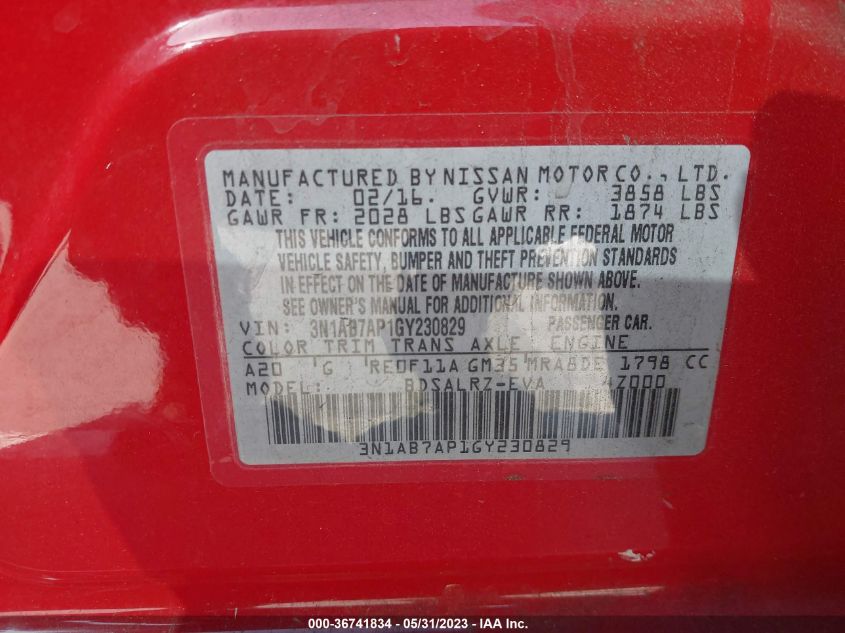 MANUFACTURED BY NISSAN MOTOR CO., LTD.
DATE: 02/16. GVWR: 3858 LBS
GAWR FR: 2028 LBS GAWR RR: 1874 LBS
THIS VEHICLE CONFORMS TO ALL APPLICABLE FEDERAL MOTOR
VEHICLE SAFETY, BUMPER AND THEFT PREVENTION STANDARDS
IN EFFECT ON THE DATE OF MANUFACTURE SHOWN ABOVE.
SEE OWNER'S MANUAL FOR ADDITIONAL INFORMATION.
VIN: 3N1AB7AP1GY230829 PASSENGER CAR.
COLOR TRIM TRANS AXLE ENGINE
A20 G RE0F11A GM35 MRA8DE 1798 CC
MODEL: BDSALRZ-EVA 4Z000
3N1AB7AP1GY230829
000-36741834 - 05/31/2023 - IAA Inc.